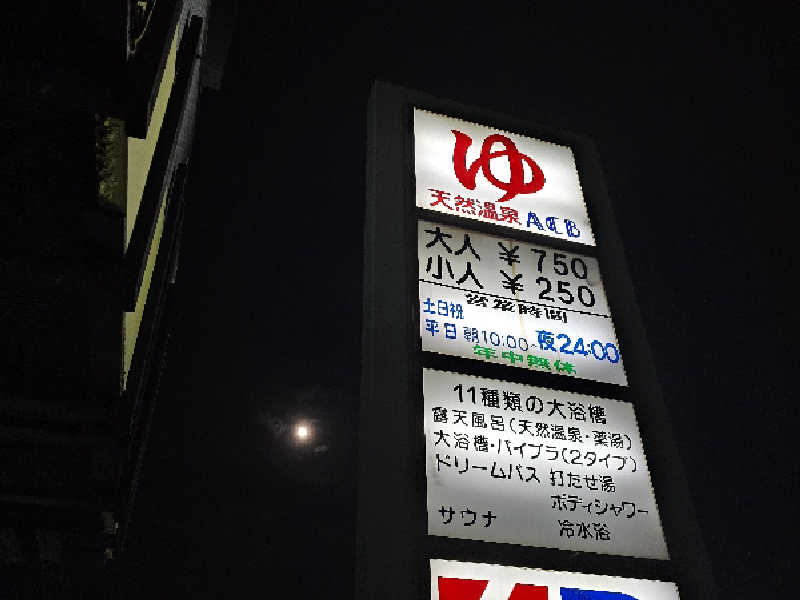 ゆ
天然温泉 ACB
大人 ¥ 750
小人 ¥ 250
営業時間
土日祝
平日 朝10:00~夜24:00
年中無休
11種類の大浴槽
露天風呂(天然温泉・薬湯)
大浴槽・バイブラ(2タイプ)
ドリームバス 打たせ湯
ボディシャワー
サウナ 冷水浴